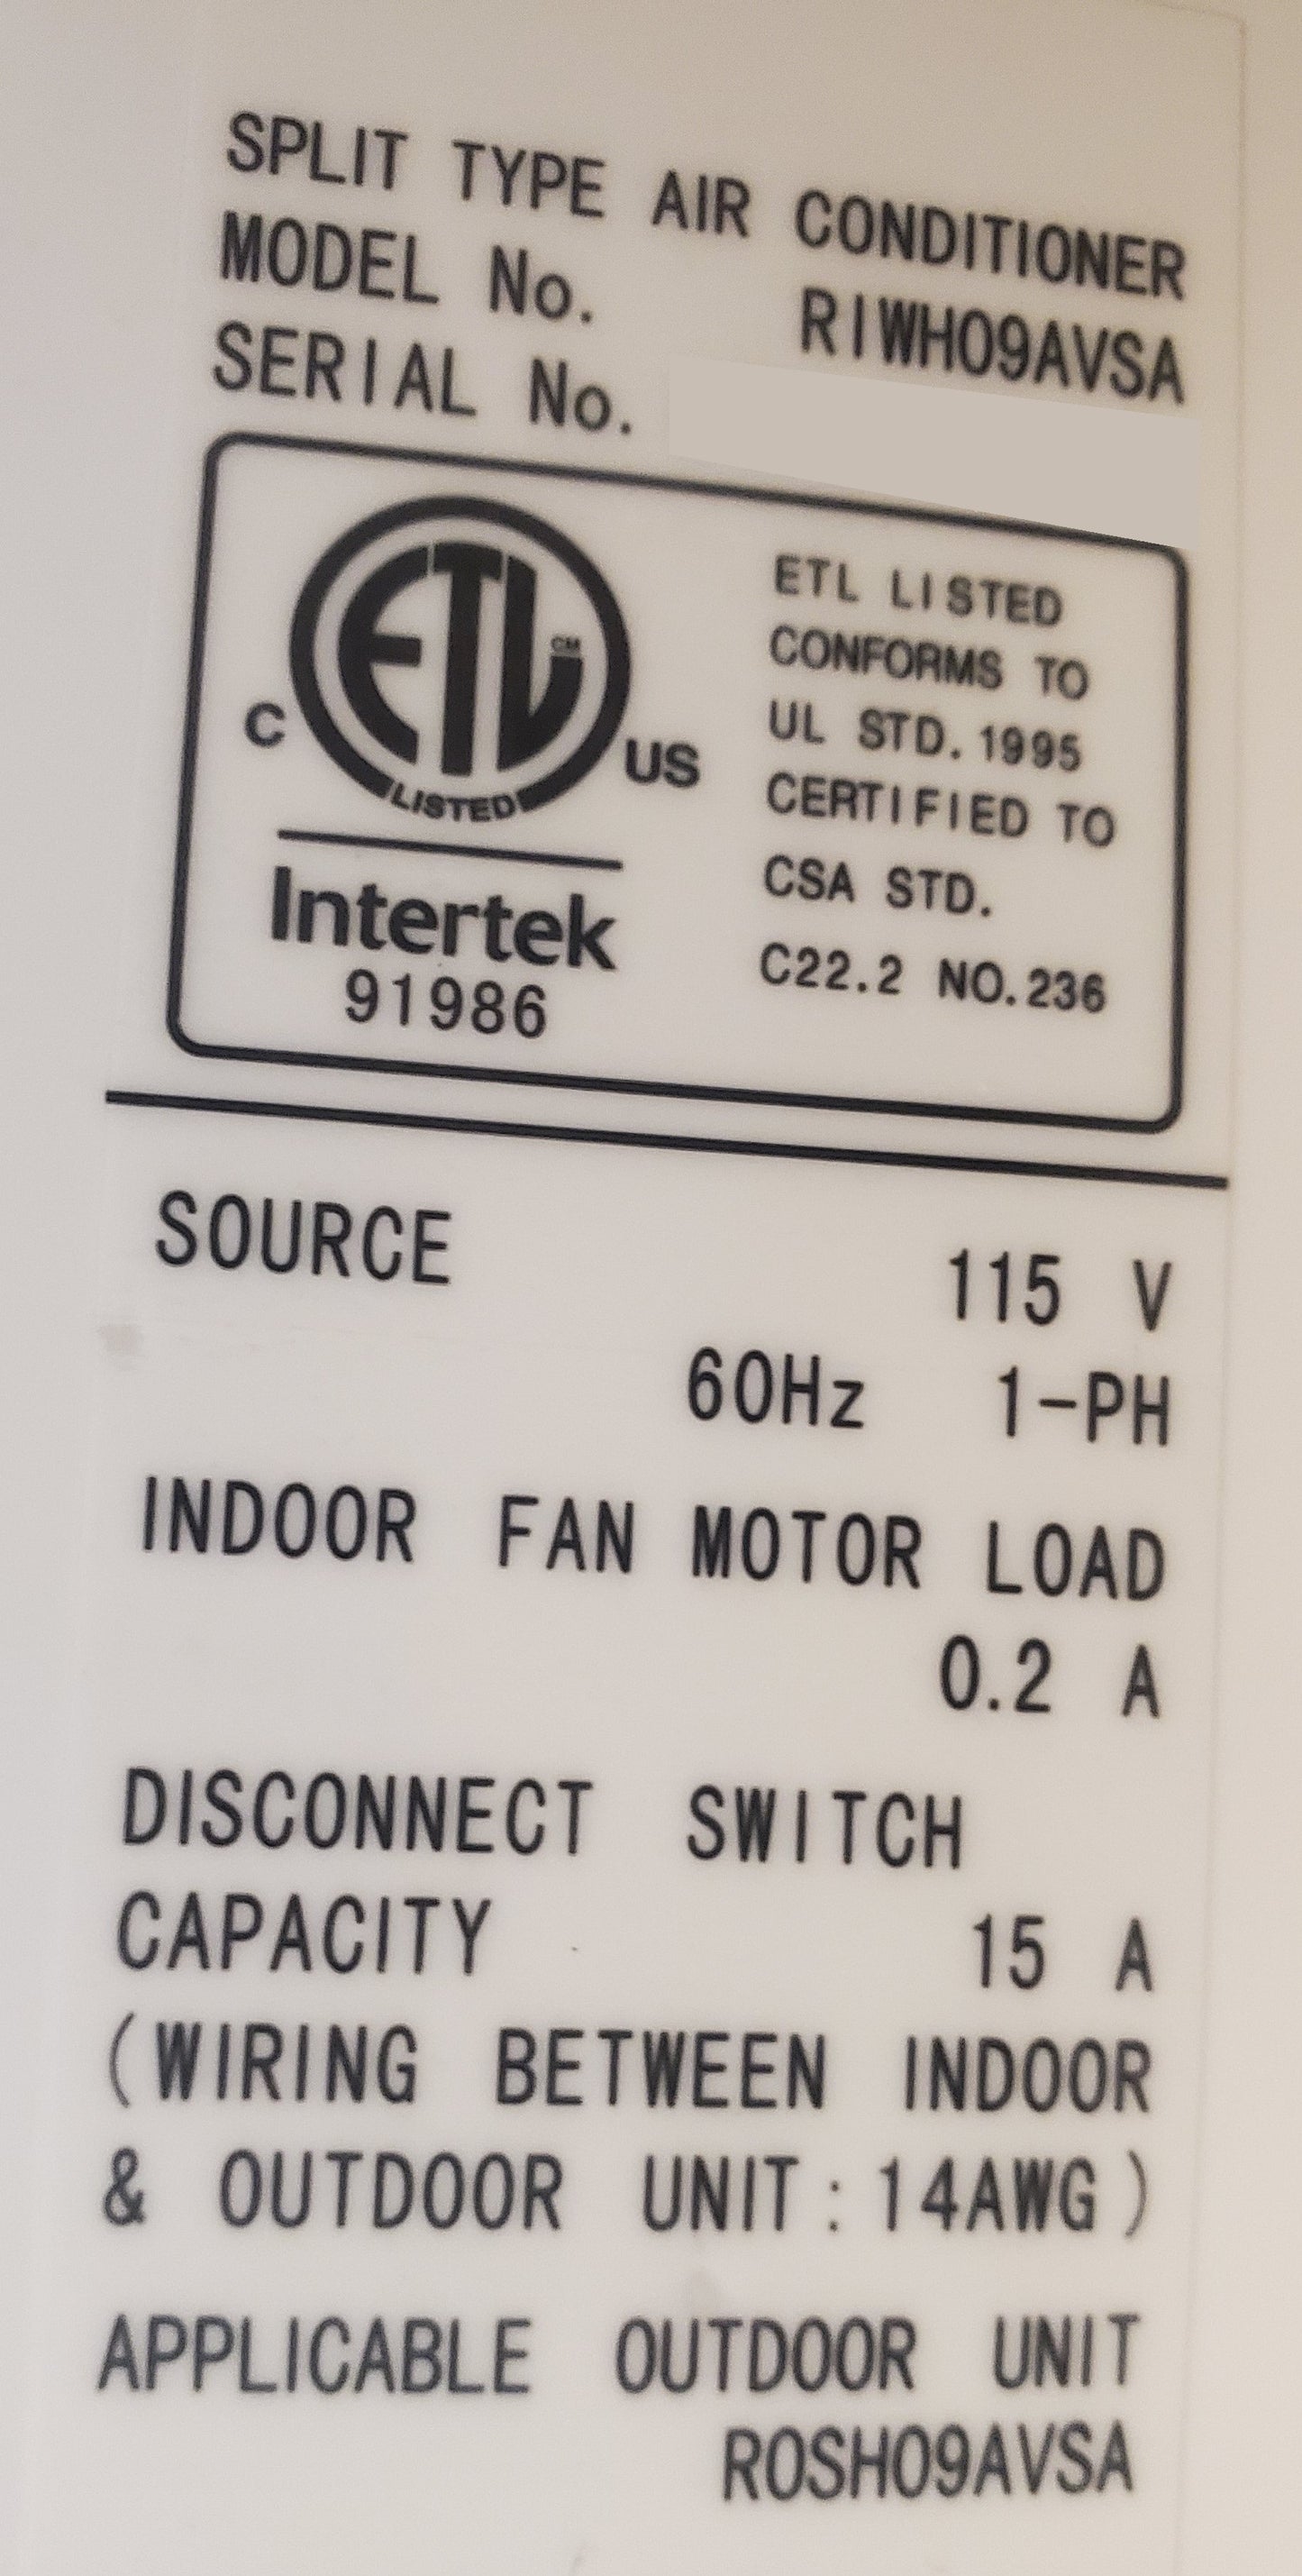 SPLIT TYPE AIR CONDITIONER
MODEL No. RIWH09AVSA
SERIAL No.
ETL CM
C US
LISTED
Intertek
91986
ETL LISTED
CONFORMS TO
UL STD. 1995
CERTIFIED TO
CSA STD.
C22.2 NO.236
SOURCE 115 V
60Hz 1-PH
INDOOR FAN MOTOR LOAD
0.2 A
DISCONNECT SWITCH
CAPACITY 15 A
(WIRING BETWEEN INDOOR
& OUTDOOR UNIT:14AWG)
APPLICABLE OUTDOOR UNIT
ROSH09AVSA